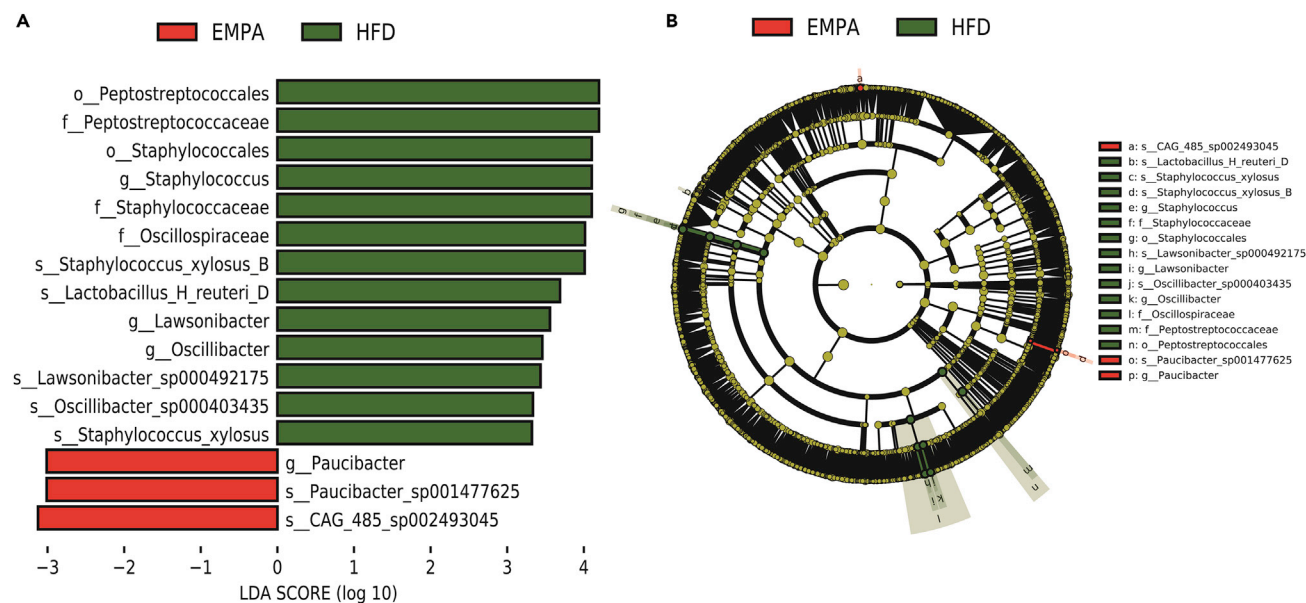 A
EMPA HFD
o__Peptostreptococcales
f__Peptostreptococcaceae
o__Staphylococcales
g__Staphylococcus
f__Staphylococcaceae
f__Oscillospiraceae
s__Staphylococcus_xylosus_B
s__Lactobacillus_H_reuteri_D
g__Lawsonibacter
g__Oscillibacter
s__Lawsonibacter_sp000492175
s__Oscillibacter_sp000403435
s__Staphylococcus_xylosus
g__Paucibacter
s__Paucibacter_sp001477625
s__CAG_485_sp002493045
−3 −2 −1 0 1 2 3 4
LDA SCORE (log 10)
B
EMPA HFD
a
b
g f e
o p
m
n
h i k
l
a: s__CAG_485_sp002493045
b: s__Lactobacillus_H_reuteri_D
c: s__Staphylococcus_xylosus
d: s__Staphylococcus_xylosus_B
e: g__Staphylococcus
f: f__Staphylococcaceae
g: o__Staphylococcales
h: s__Lawsonibacter_sp000492175
i: g__Lawsonibacter
j: s__Oscillibacter_sp000403435
k: g__Oscillibacter
l: f__Oscillospiraceae
m: f__Peptostreptococcaceae
n: o__Peptostreptococcales
o: s__Paucibacter_sp001477625
p: g__Paucibacter